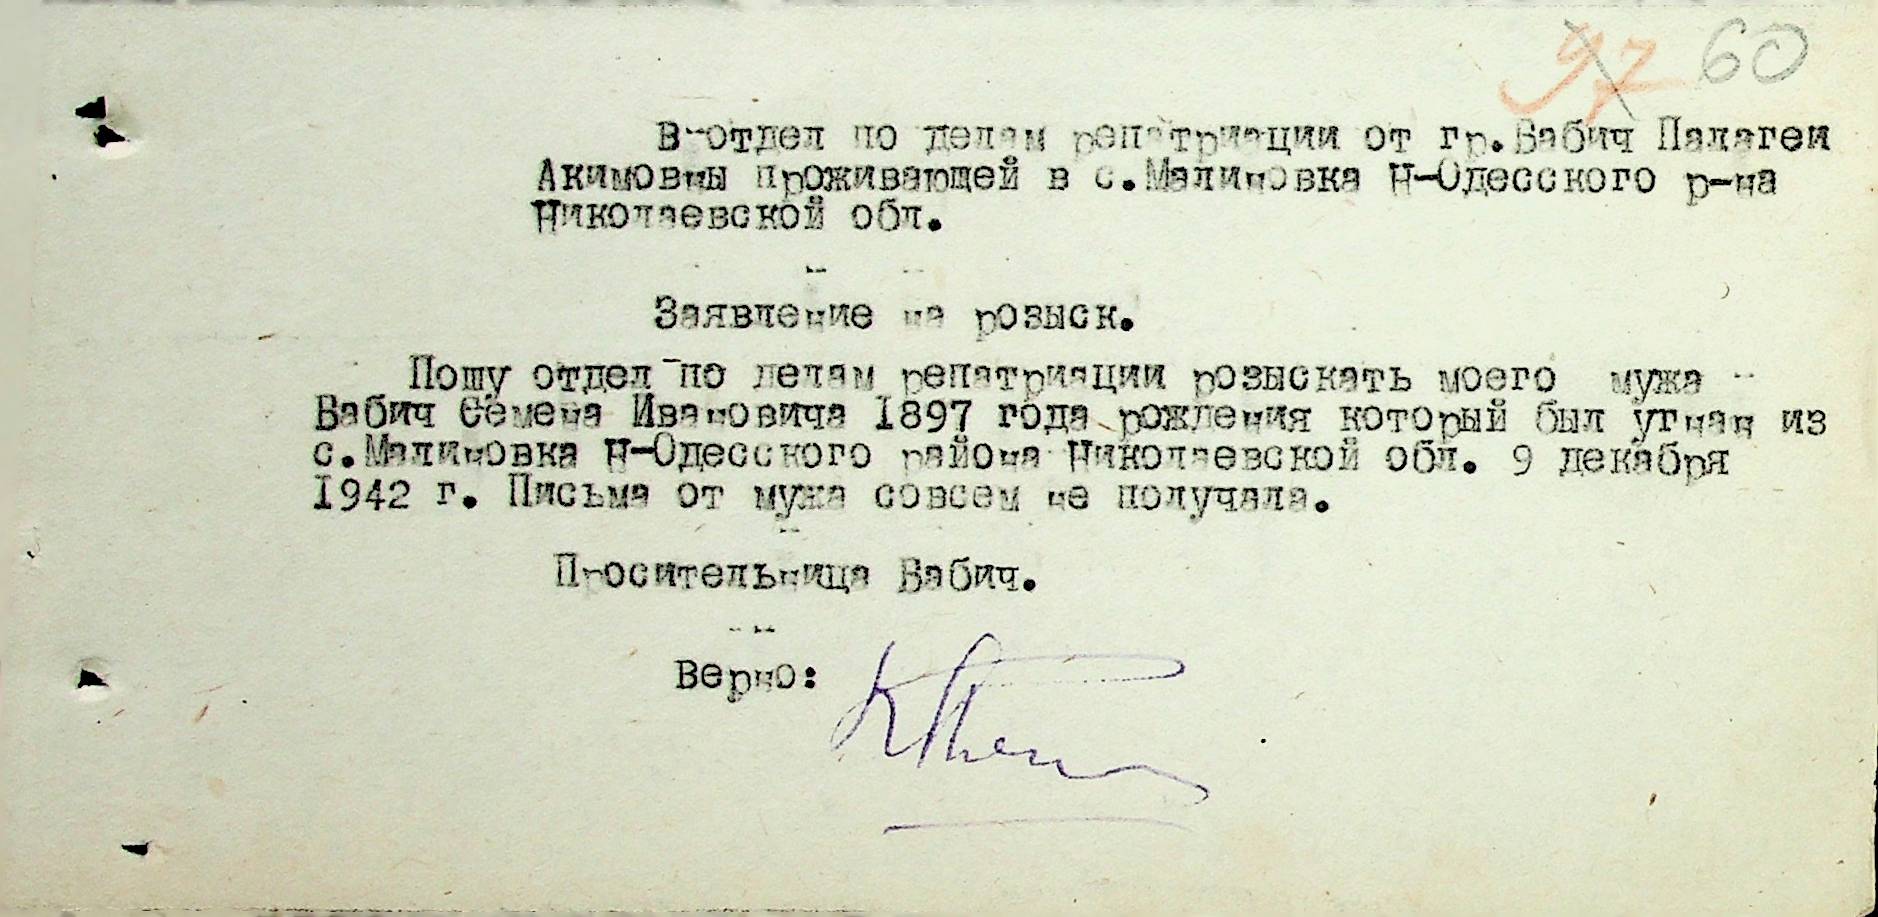 97 60
В-отдел по делам репатриации от гр.Бабич Палагеи
Акимовны проживающей в с.Малиновка Н-Одесского р-на
Николаевской обл.
Заявление на розыск.
Пошу отдел по делам репатриации розыскать моего мужа
Бабич Семена Ивановича 1897 года рождения который был угнан из
с.Малиновка Н-Одесского района Николаевской обл. 9 декабря
1942 г. Письма от мужа совсем не получала.
Просительница Бабич.
Верно: